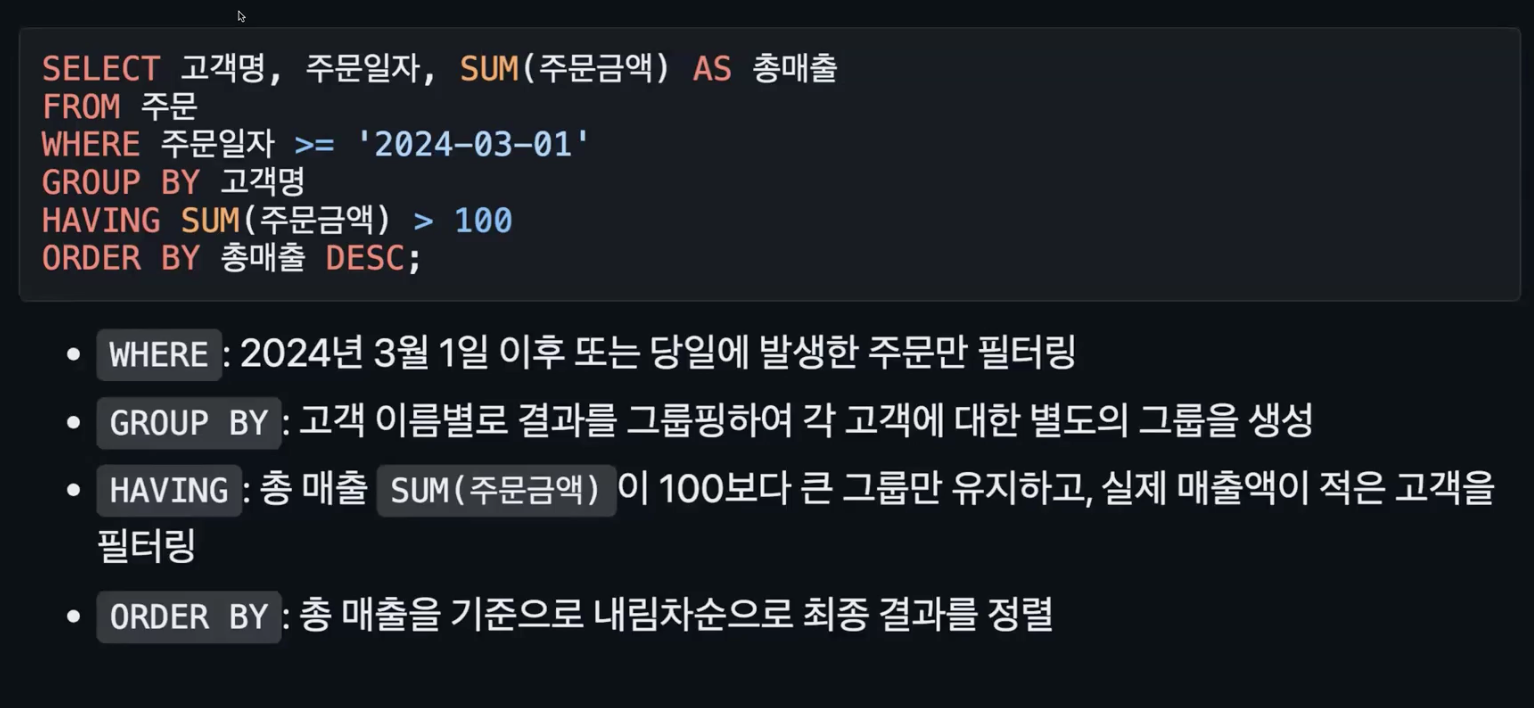 SELECT 고객명, 주문일자, SUM(주문금액) AS 총매출
FROM 주문
WHERE 주문일자 >= '2024-03-01'
GROUP BY 고객명
HAVING SUM(주문금액) > 100
ORDER BY 총매출 DESC;
• WHERE : 2024년 3월 1일 이후 또는 당일에 발생한 주문만 필터링
• GROUP BY : 고객 이름별로 결과를 그룹핑하여 각 고객에 대한 별도의 그룹을 생성
• HAVING : 총 매출 SUM(주문금액) 이 100보다 큰 그룹만 유지하고, 실제 매출액이 적은 고객을
필터링
• ORDER BY : 총 매출을 기준으로 내림차순으로 최종 결과를 정렬